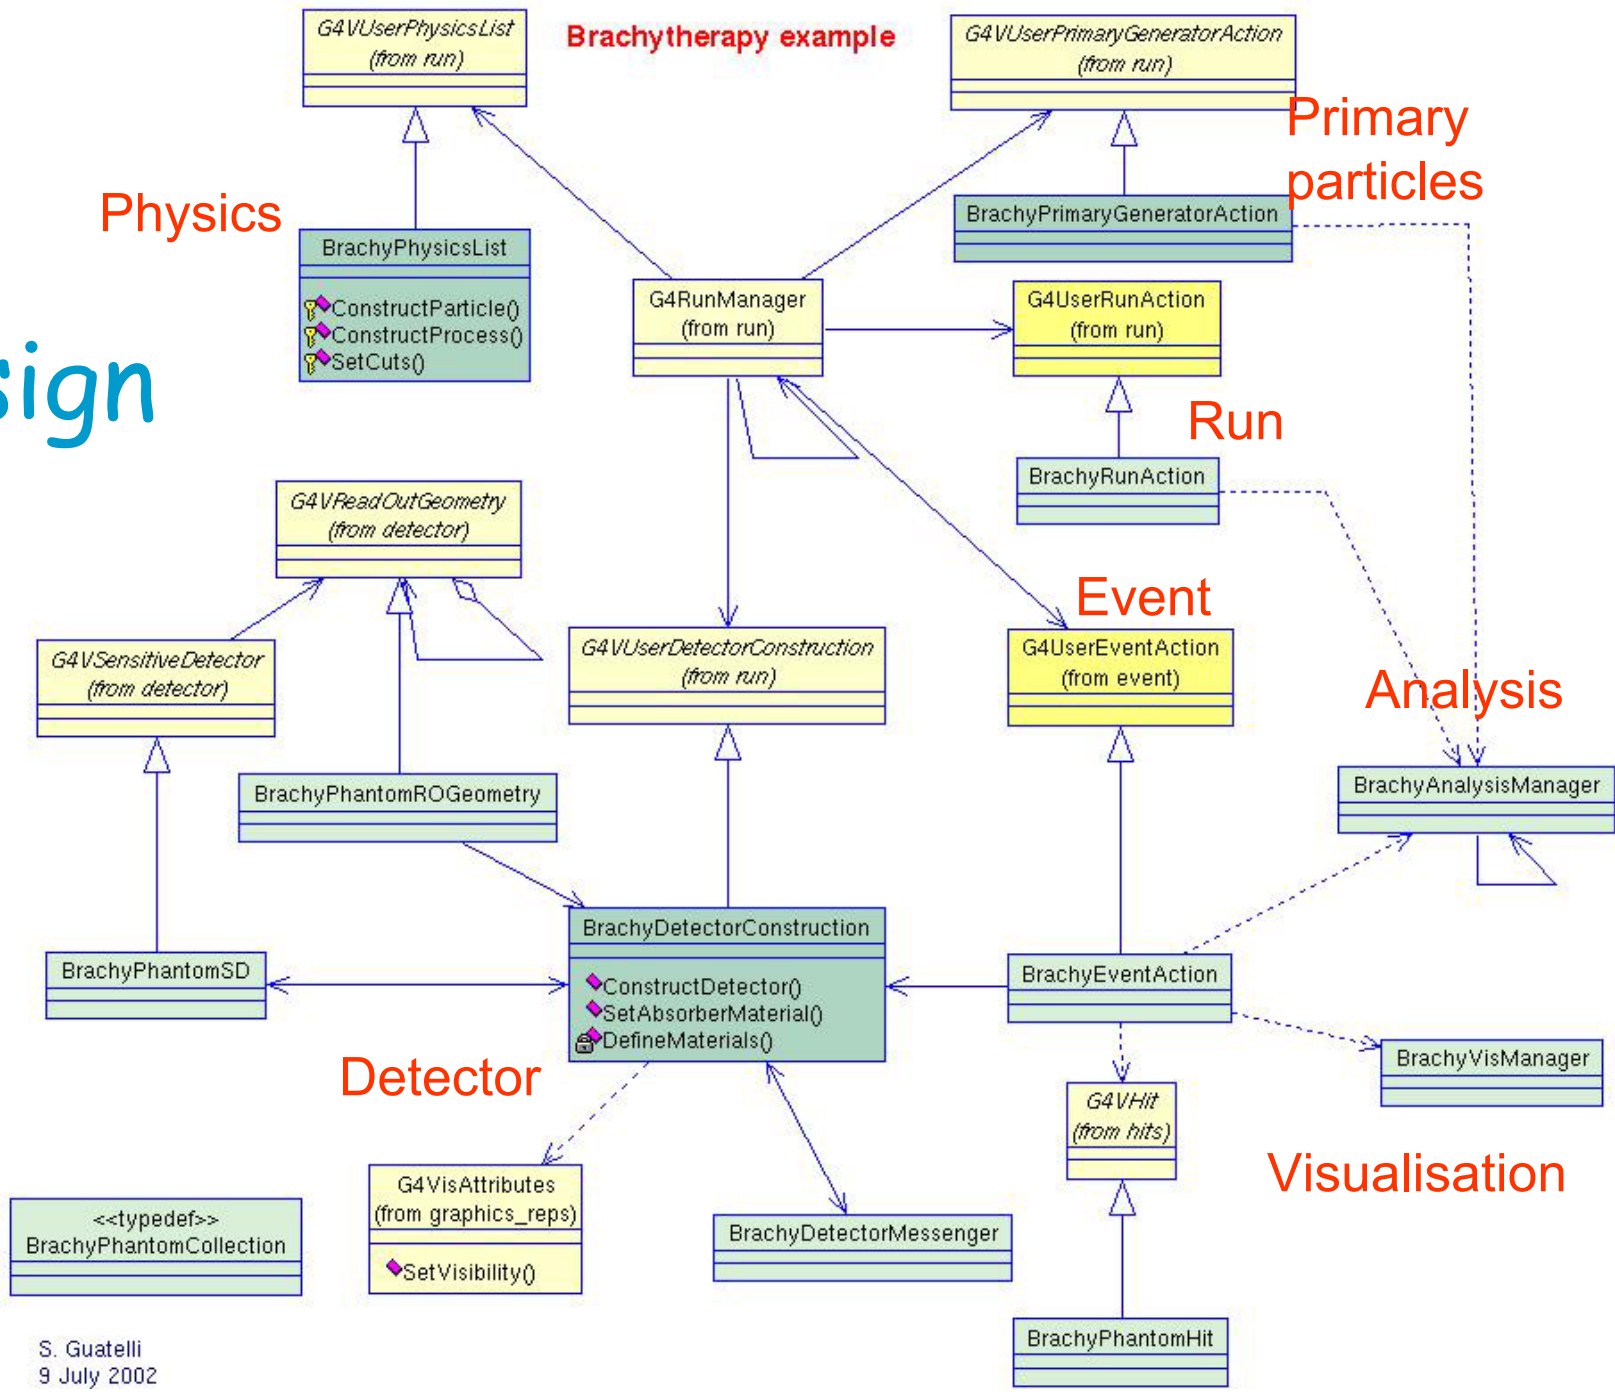 G4VUserPhysicsList
(from run)
Brachytherapy example
G4VUserPrimaryGeneratorAction
(from run)
Primary
particles
Physics
BrachyPhysicsList
ConstructParticle()
ConstructProcess()
SetCuts()
BrachyPrimaryGeneratorAction
G4RunManager
(from run)
G4UserRunAction
(from run)
sign
Run
BrachyRunAction
G4VReadOutGeometry
(from detector)
Event
G4VSensitiveDetector
(from detector)
G4VUserDetectorConstruction
(from run)
G4UserEventAction
(from event)
Analysis
BrachyPhantomROGeometry
BrachyAnalysisManager
BrachyDetectorConstruction
ConstructDetector()
SetAbsorberMaterial()
DefineMaterials()
BrachyPhantomSD
BrachyEventAction
Detector
BrachyVisManager
G4VHit
(from hits)
Visualisation
G4VisAttributes
(from graphics_reps)
SetVisibility()
<<typedef>>
BrachyPhantomCollection
BrachyDetectorMessenger
BrachyPhantomHit
S. Guatelli
9 July 2002